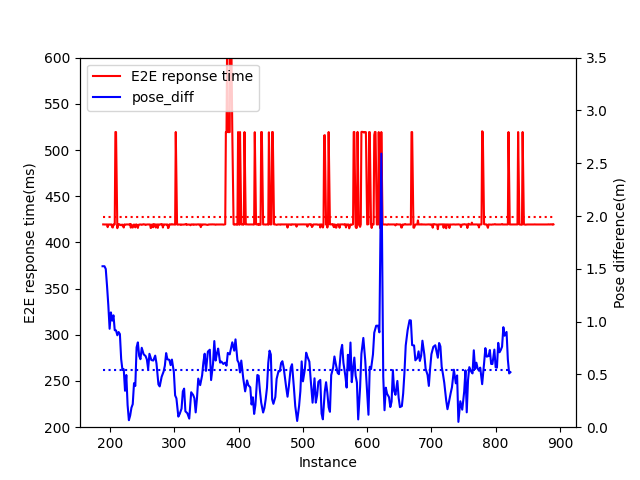 E2E reponse time
pose_diff
600
550
500
450
400
350
300
250
200
E2E response time(ms)
3.5
3.0
2.5
2.0
1.5
1.0
0.5
0.0
Pose difference(m)
200 300 400 500 600 700 800 900
Instance